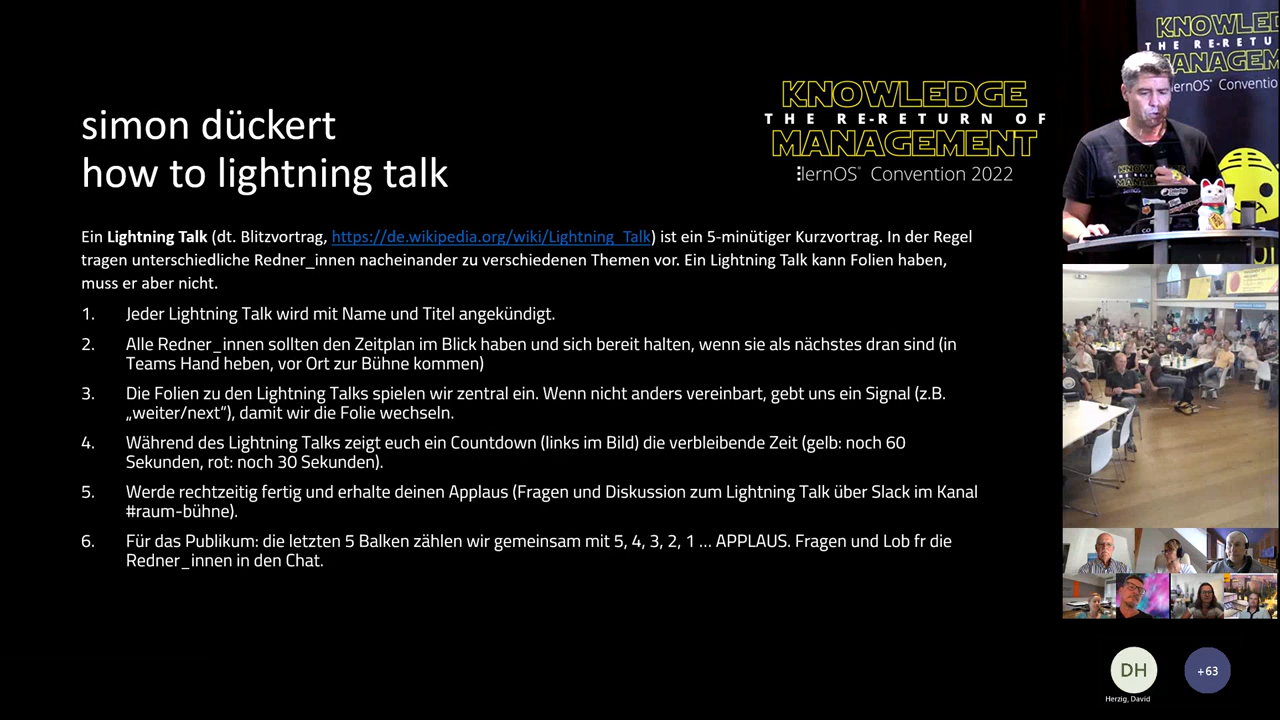 simon dückert
how to lightning talk
KNOWLEDGE
THE RE-RETURN OF
MANAGEMENT
lernOS® Convention 2022
Ein Lightning Talk (dt. Blitzvortrag, https://de.wikipedia.org/wiki/Lightning_Talk) ist ein 5-minütiger Kurzvortrag. In der Regel
tragen unterschiedliche Redner_innen nacheinander zu verschiedenen Themen vor. Ein Lightning Talk kann Folien haben,
muss er aber nicht.
1. Jeder Lightning Talk wird mit Name und Titel angekündigt.
2. Alle Redner_innen sollten den Zeitplan im Blick haben und sich bereit halten, wenn sie als nächstes dran sind (in
Teams Hand heben, vor Ort zur Bühne kommen)
3. Die Folien zu den Lightning Talks spielen wir zentral ein. Wenn nicht anders vereinbart, gebt uns ein Signal (z.B.
„weiter/next“), damit wir die Folie wechseln.
4. Während des Lightning Talks zeigt euch ein Countdown (links im Bild) die verbleibende Zeit (gelb: noch 60
Sekunden, rot: noch 30 Sekunden).
5. Werde rechtzeitig fertig und erhalte deinen Applaus (Fragen und Diskussion zum Lightning Talk über Slack im Kanal
#raum-bühne).
6. Für das Publikum: die letzten 5 Balken zählen wir gemeinsam mit 5, 4, 3, 2, 1 … APPLAUS. Fragen und Lob fr die
Redner_innen in den Chat.
KNOWLE
THE RE-RETU
MANAGEM
lernOS® Conventio
DH
Herzig, David
+63